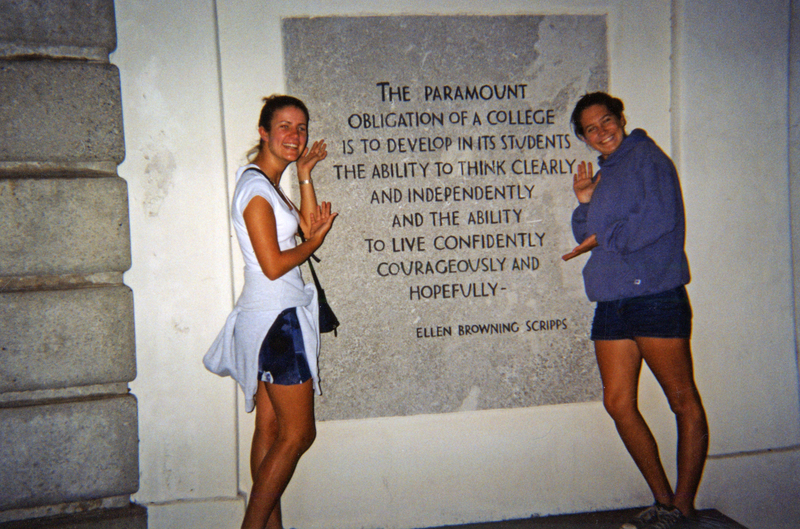 THE PARAMOUNT
OBLIGATION OF A COLLEGE
IS TO DEVELOP IN ITS STUDENTS
THE ABILITY TO THINK CLEARLY
AND INDEPENDENTLY
AND THE ABILITY
TO LIVE CONFIDENTLY
COURAGEOUSLY AND
HOPEFULLY-
ELLEN BROWNING SCRIPPS